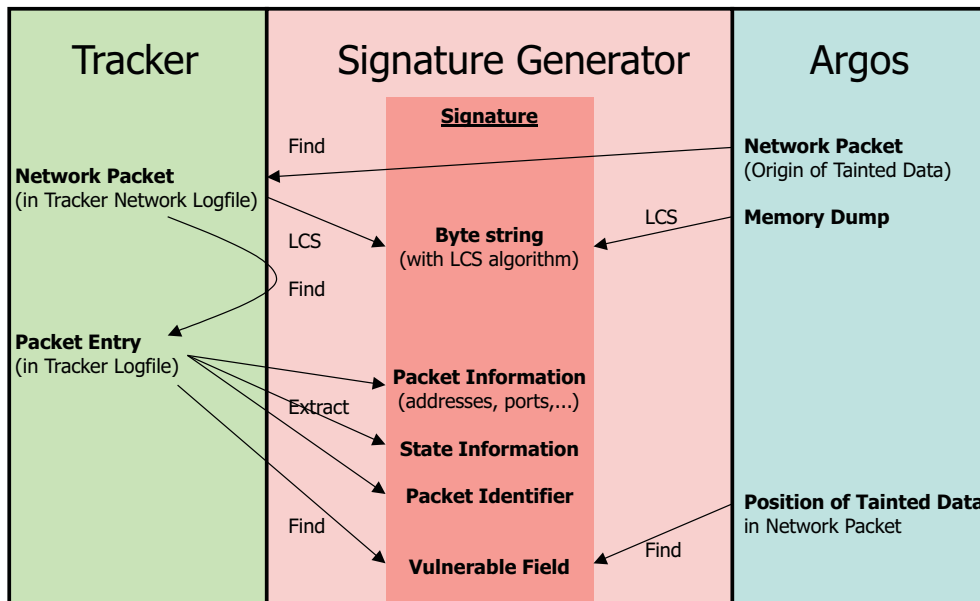 Tracker
Signature Generator
Argos
Signature
Find
Network Packet
(Origin of Tainted Data)
Network Packet
(in Tracker Network Logfile)
LCS
Memory Dump
LCS
Byte string
(with LCS algorithm)
Find
Packet Entry
(in Tracker Logfile)
Packet Information
(addresses, ports,...)
Extract
State Information
Packet Identifier
Position of Tainted Data
in Network Packet
Find
Find
Vulnerable Field